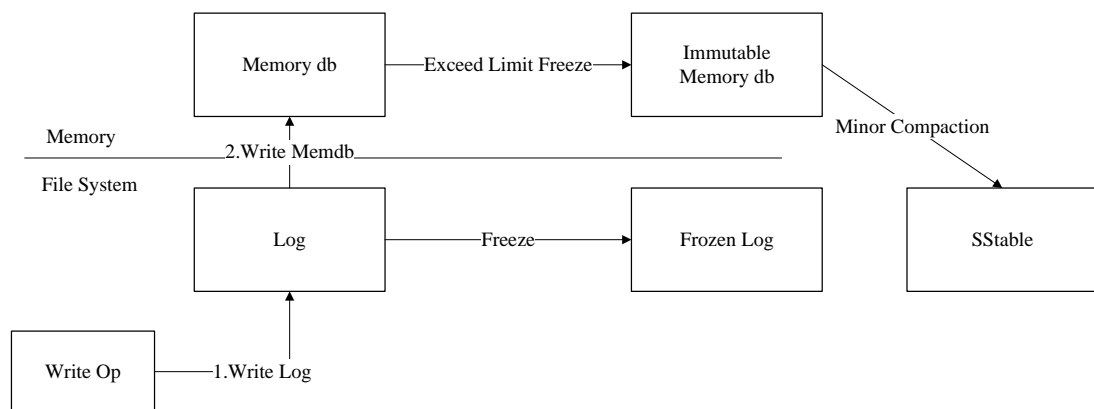 Memory db
Exceed Limit Freeze
Immutable
Memory db
Minor Compaction
Memory
2.Write Memdb
File System
Log
Freeze
Frozen Log
SStable
Write Op
1.Write Log